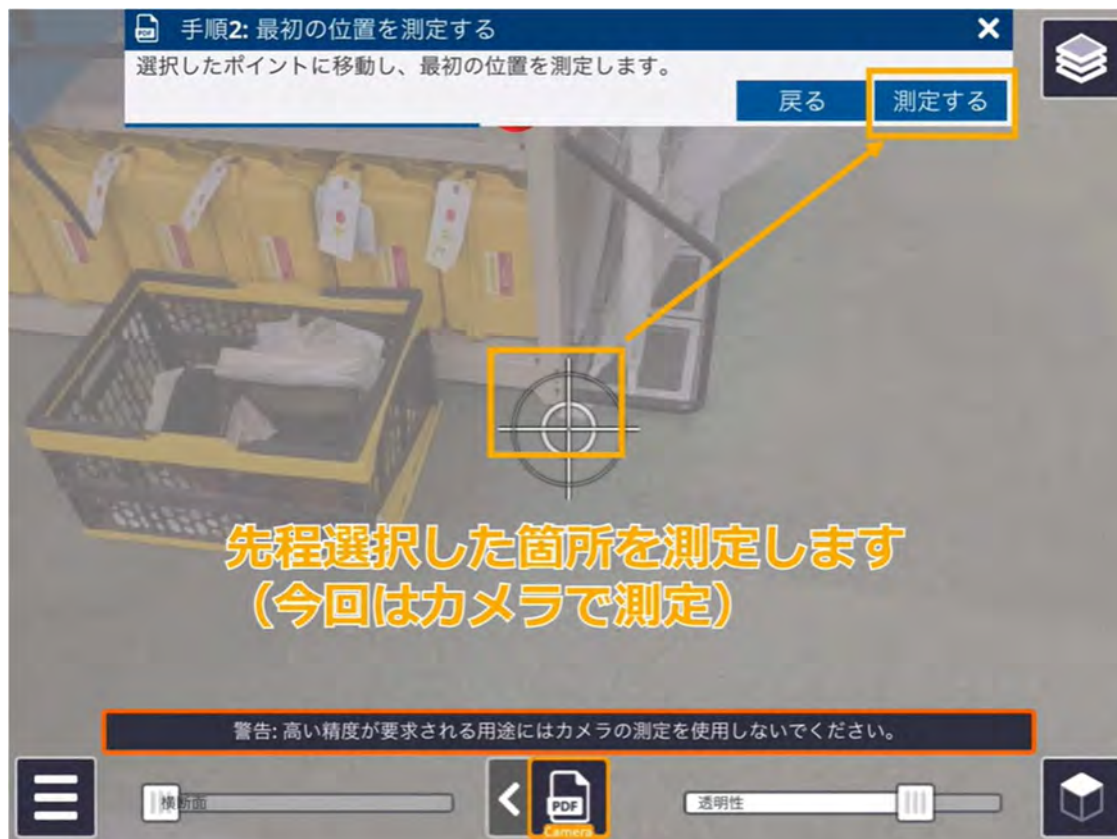 手順2: 最初の位置を測定する
選択したポイントに移動し、最初の位置を測定します。
戻る
測定する
先程選択した箇所を測定します
（今回はカメラで測定）
警告: 高い精度が要求される用途にはカメラの測定を使用しないでください。
横断面
PDF
Camera
透明性